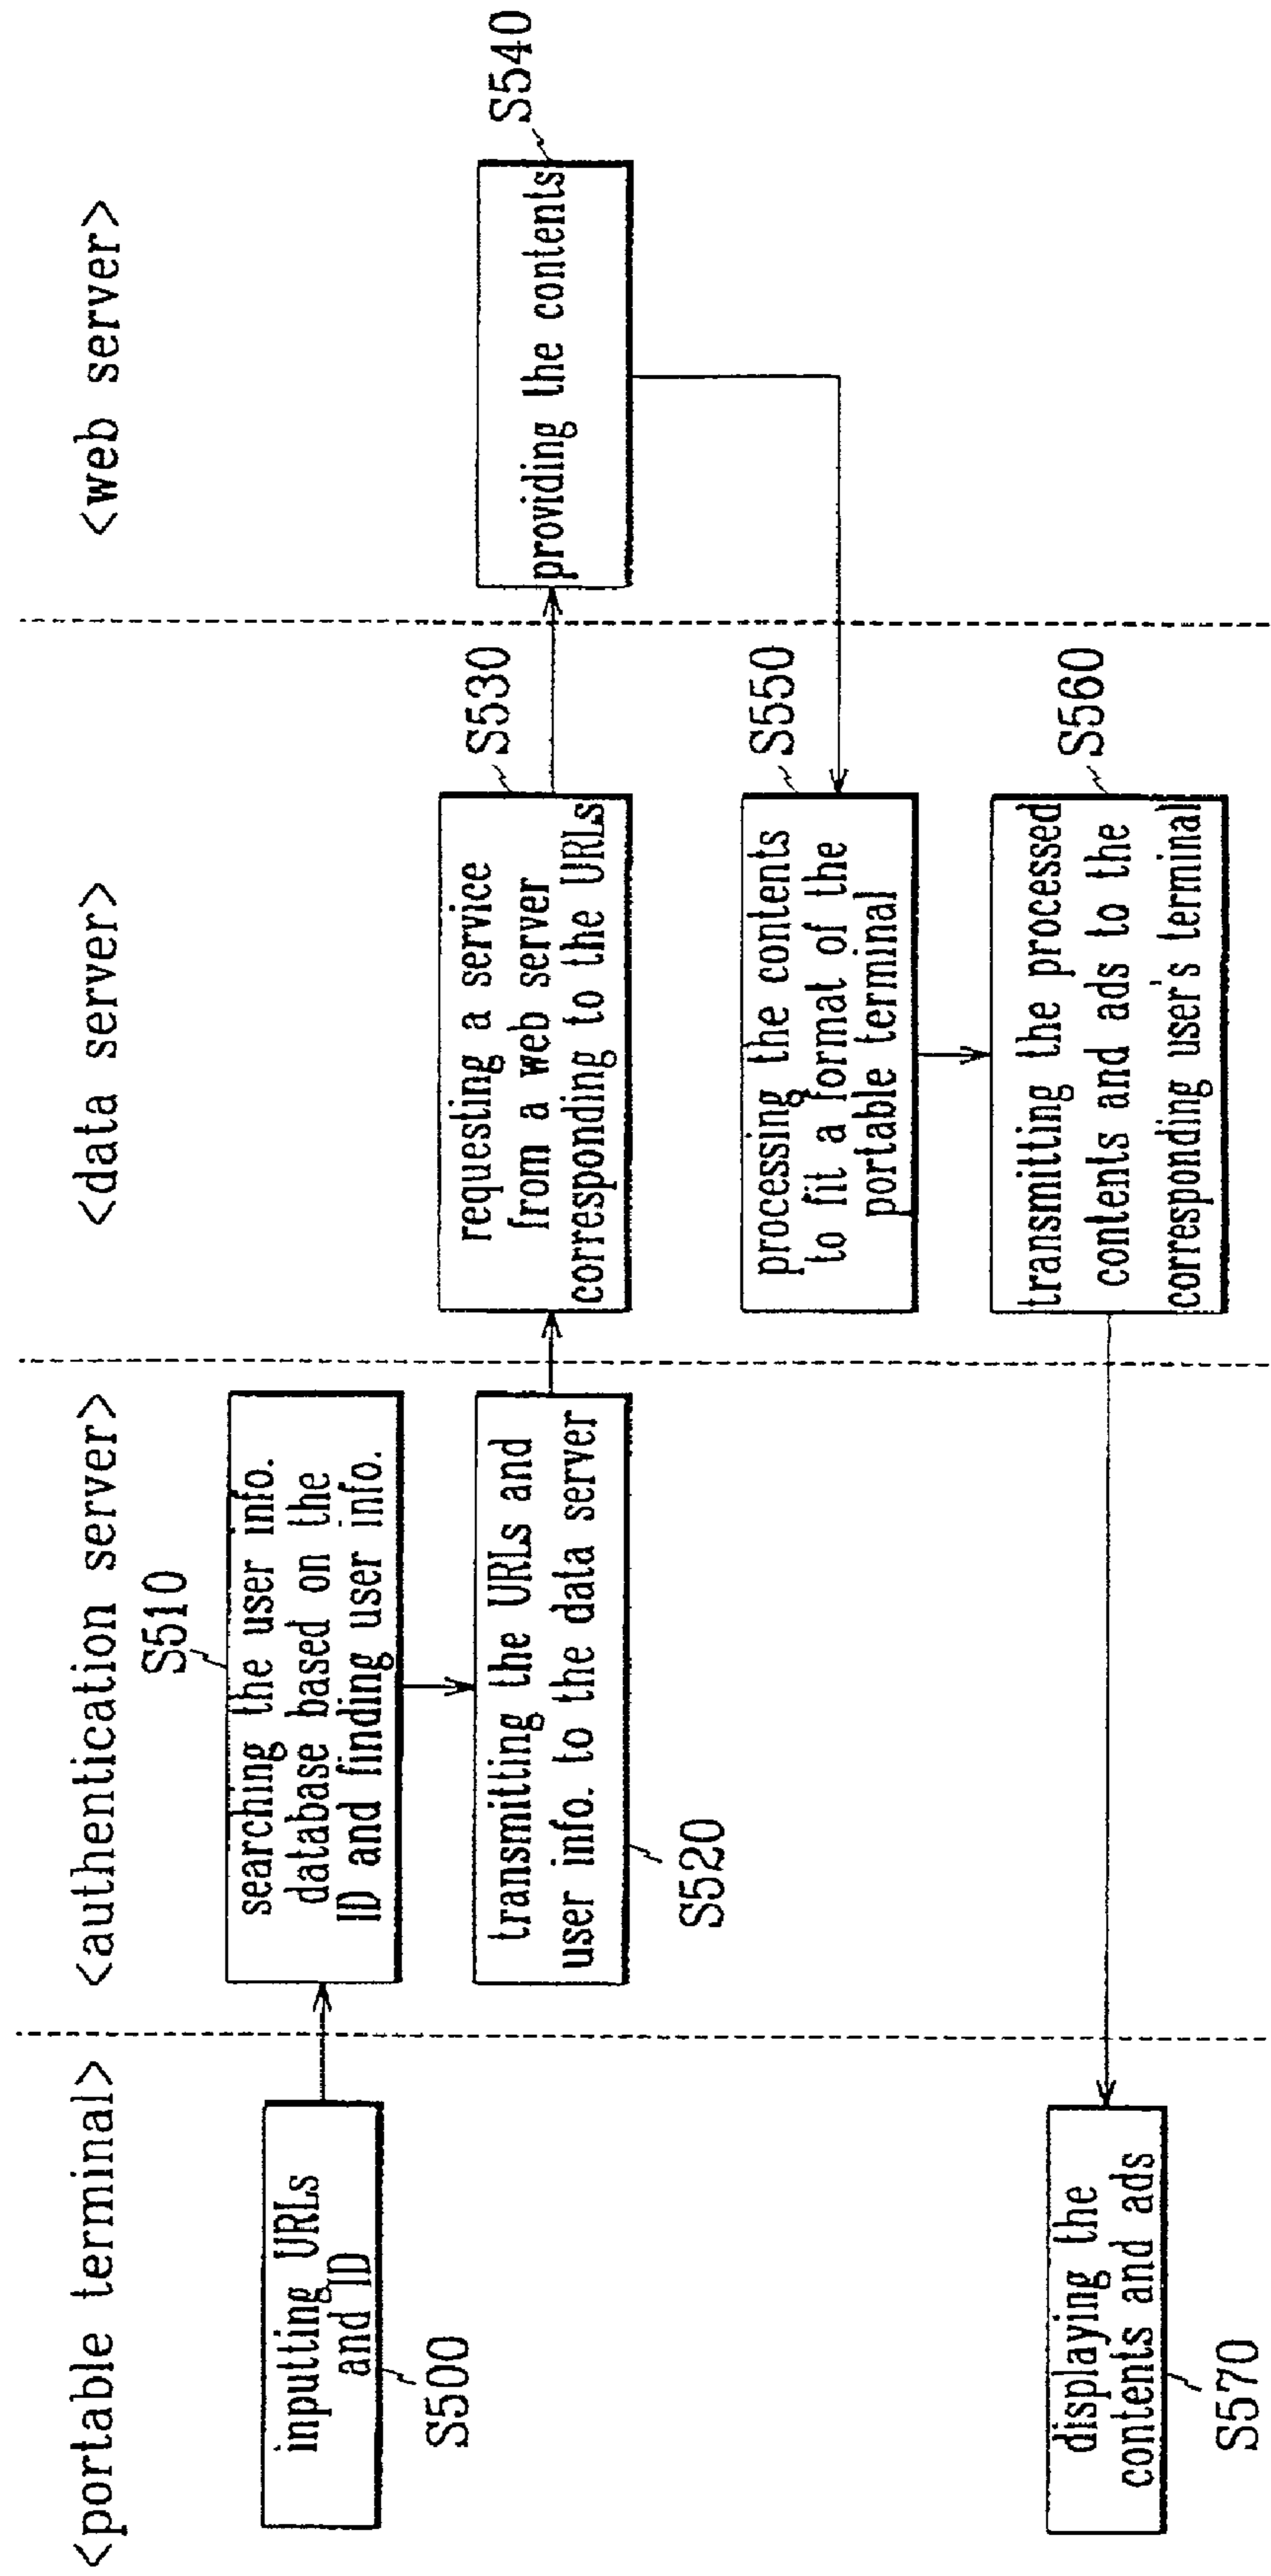 <portable terminal>
<authentication server>
<data server>
<web server>
inputting URLs
and ID
S500
S510
searching the user info.
database based on the
ID and finding user info.
transmitting the URLs and
user info. to the data server
S520
requesting a service
from a web server
corresponding to the URLs
S530
providing the contents
S540
processing the contents
to fit a format of the
portable terminal
S550
transmitting the processed
contents and ads to the
corresponding user's terminal
S560
displaying the
contents and ads
S570